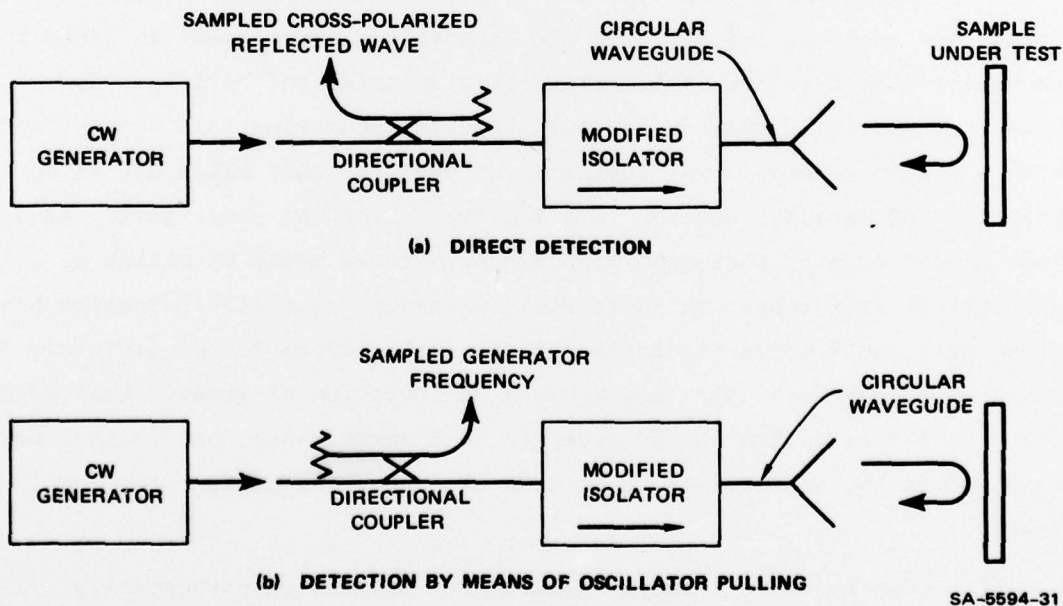 SAMPLED CROSS-POLARIZED
REFLECTED WAVE
CIRCULAR
WAVEGUIDE
SAMPLE
UNDER TEST
CW
GENERATOR
DIRECTIONAL
COUPLER
MODIFIED
ISOLATOR
(a) DIRECT DETECTION
SAMPLED GENERATOR
FREQUENCY
CIRCULAR
WAVEGUIDE
CW
GENERATOR
DIRECTIONAL
COUPLER
MODIFIED
ISOLATOR
(b) DETECTION BY MEANS OF OSCILLATOR PULLING
SA-5594-31